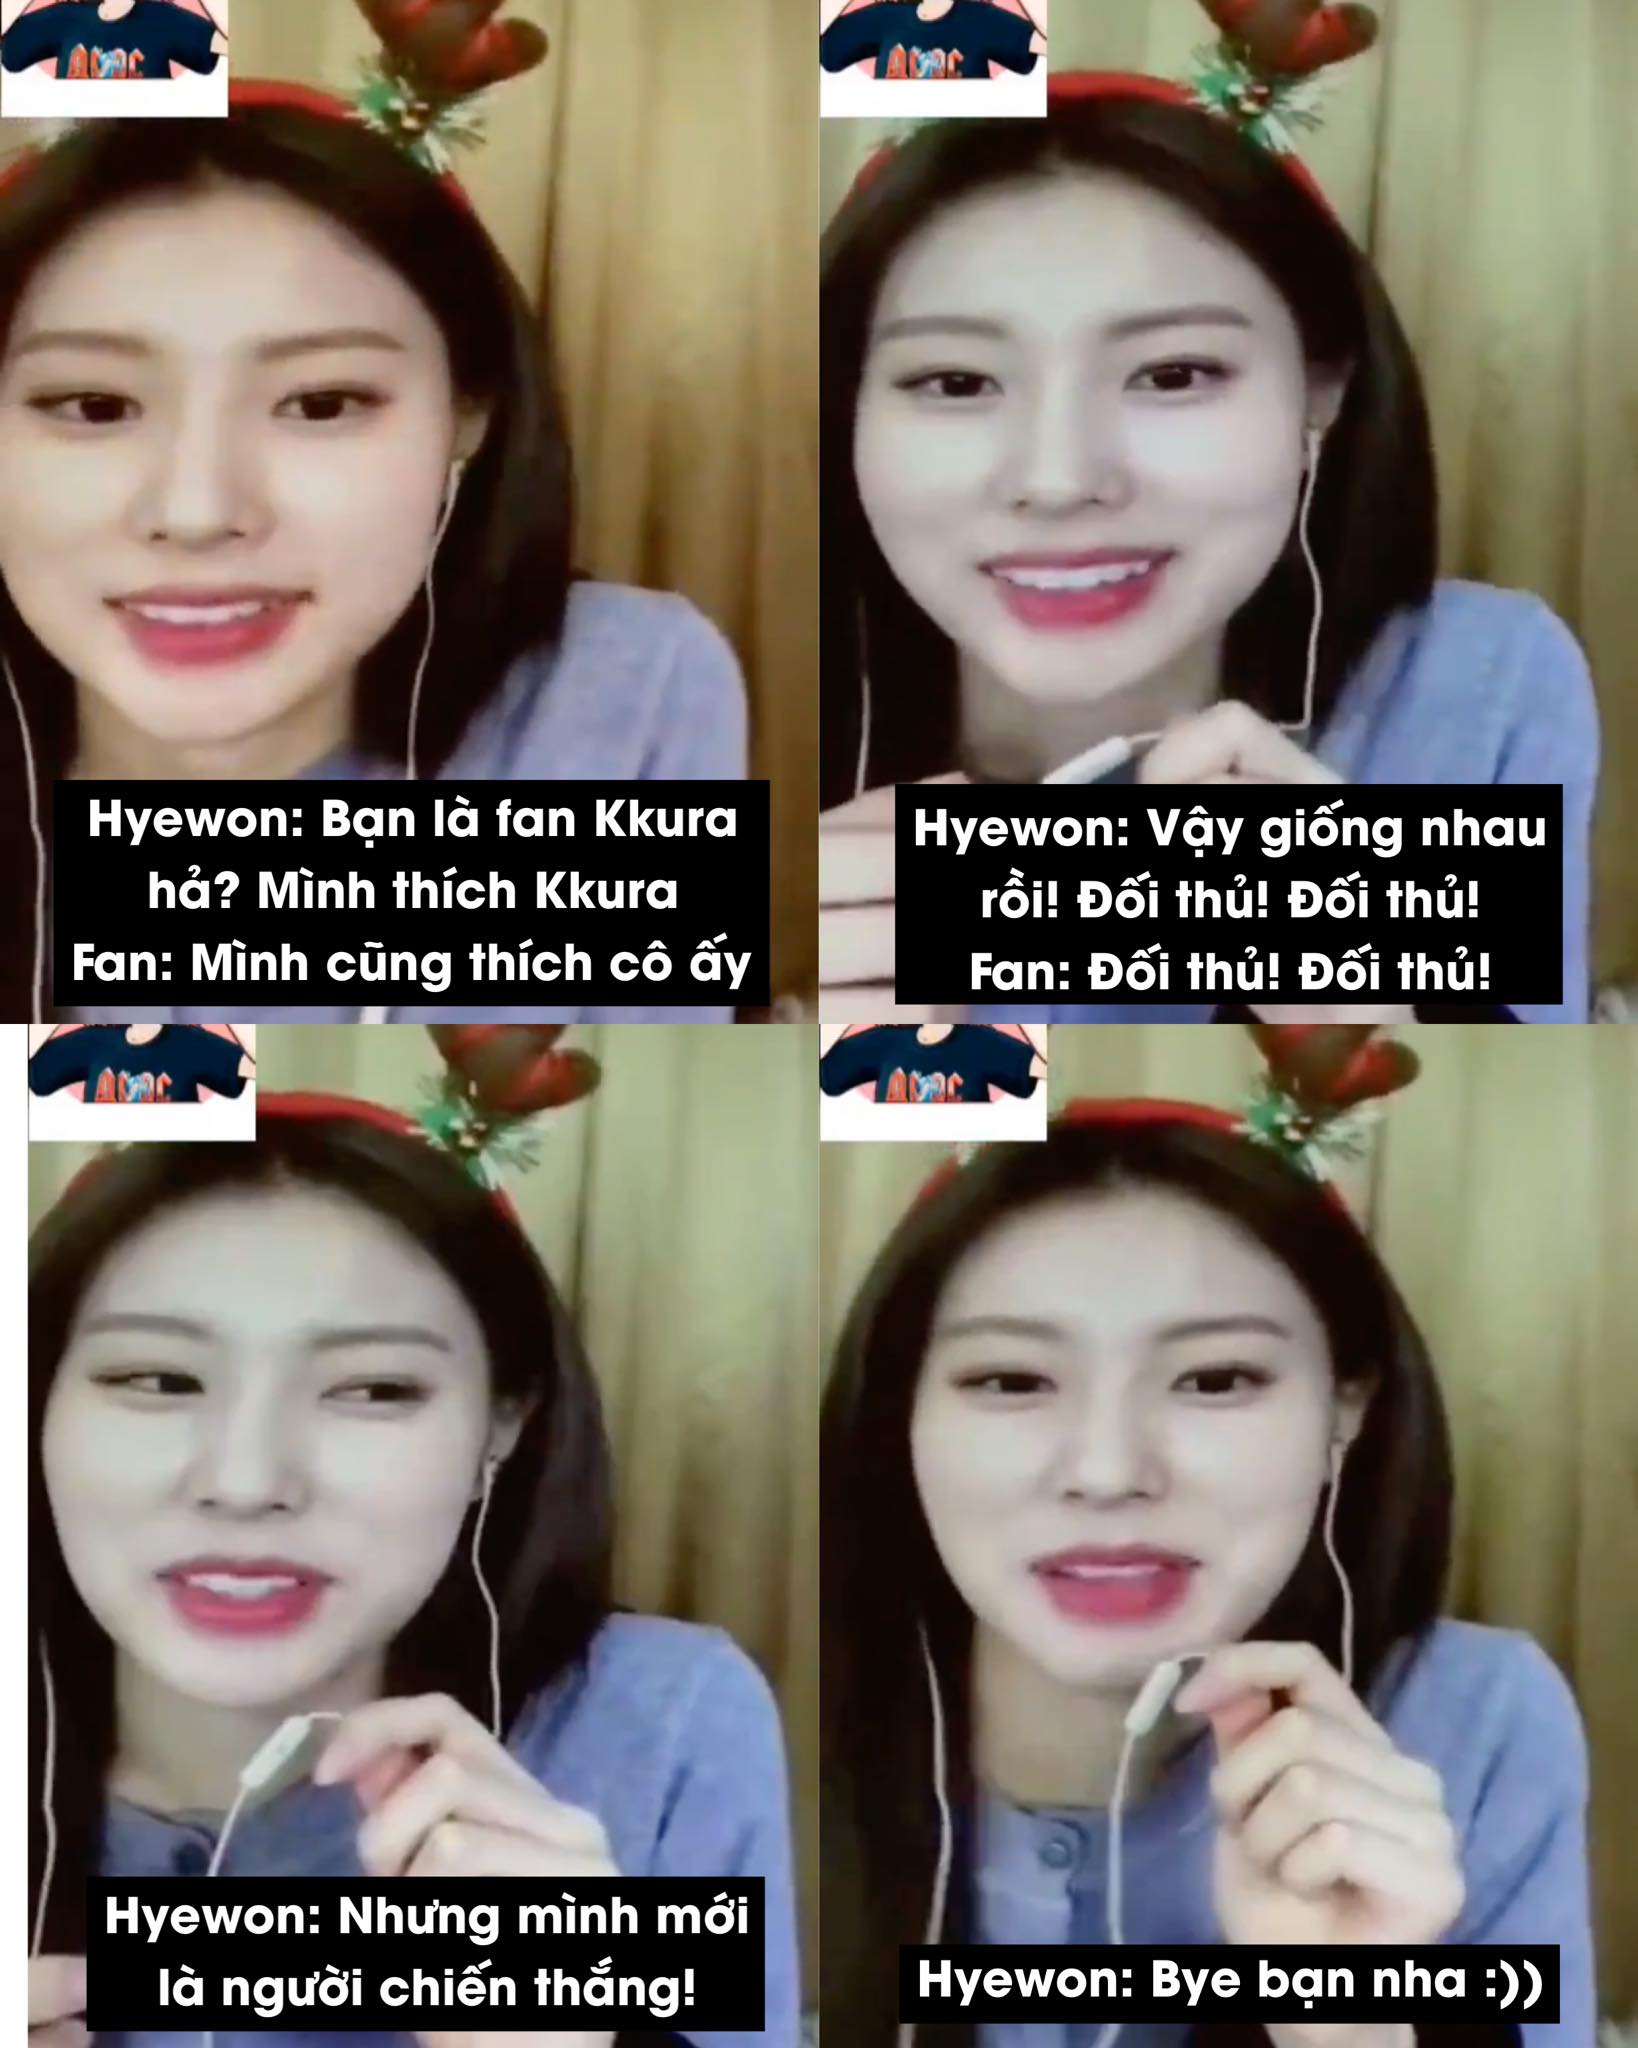 Hyewon: Bạn là fan Kkura
hả? Mình thích Kkura
Fan: Mình cũng thích cô ấy
Hyewon: Vậy giống nhau
rồi! Đối thủ! Đối thủ!
Fan: Đối thủ! Đối thủ!
Hyewon: Nhưng mình mới
là người chiến thắng!
Hyewon: Bye bạn nha :))